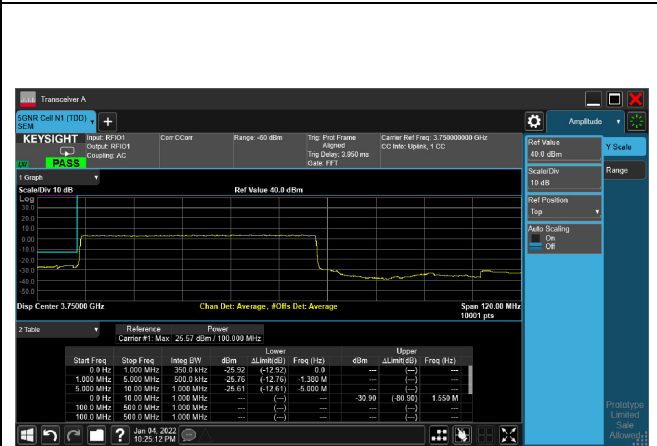 Transceiver A
5GNR Cell N1 (TDD)
SEM
Amplitude
KEYSIGHT
Input: RFIO1
Output: RFIO1
Coupling: AC
Corr CCorr
Range: -60 dBm
Trig: Prot Frame
Aligned
Trig Delay: 3.950 ms
Gate: FFT
Carrier Ref Freq: 3.750000000 GHz
CC Info: Uplink, 1 CC
PASS
Ref Value
40.0 dBm
Y Scale
Scale/Div
10 dB
Range
Ref Position
Top
Auto Scaling
On
Off
1 Graph
Scale/Div 10 dB
Ref Value 40.0 dBm
Log
30.0
20.0
10.0
0.00
-10.0
-20.0
-30.0
-40.0
-50.0
Disp Center 3.75000 GHz
Chan Det: Average, #Offs Det: Average
Span 120.00 MHz
10001 pts
2 Table
Reference Power
Carrier #1: Max 25.57 dBm / 100.000 MHz
Lower Upper
Start Freq Stop Freq Integ BW dBm ΔLimit(dB) Freq (Hz) dBm ΔLimit(dB) Freq (Hz)
0.0 Hz 1.000 MHz 350.0 kHz -25.92 (-12.92) 0.0 --- (---) ---
1.000 MHz 5.000 MHz 500.0 kHz -25.76 (-12.76) -1.380 M --- (---) ---
5.000 MHz 10.00 MHz 1.000 MHz -25.61 (-12.61) -5.000 M --- (---) ---
0.0 Hz 10.00 MHz 1.000 MHz --- (---) --- -30.90 (-80.90) 1.550 M
100.0 MHz 500.0 MHz 1.000 MHz --- (---) --- --- (---) ---
100.0 MHz 500.0 MHz 1.000 MHz --- (---) --- --- (---) ---
Prototype
Limited
Sale
Allowed
Jan 04, 2022
10:25:12 PM